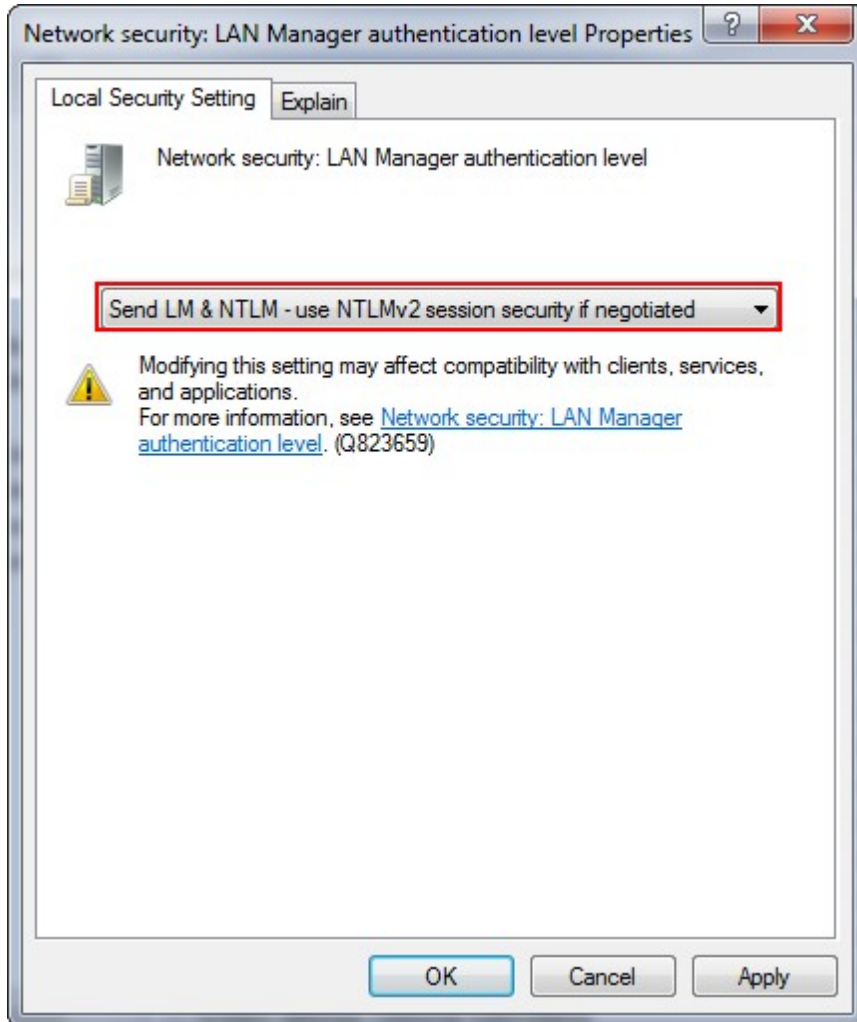 Network security: LAN Manager authentication level Properties
Local Security Setting
Explain
Network security: LAN Manager authentication level
Send LM & NTLM - use NTLMv2 session security if negotiated
Modifying this setting may affect compatibility with clients, services,
and applications.
For more information, see Network security: LAN Manager
authentication level. (Q823659)
OK
Cancel
Apply